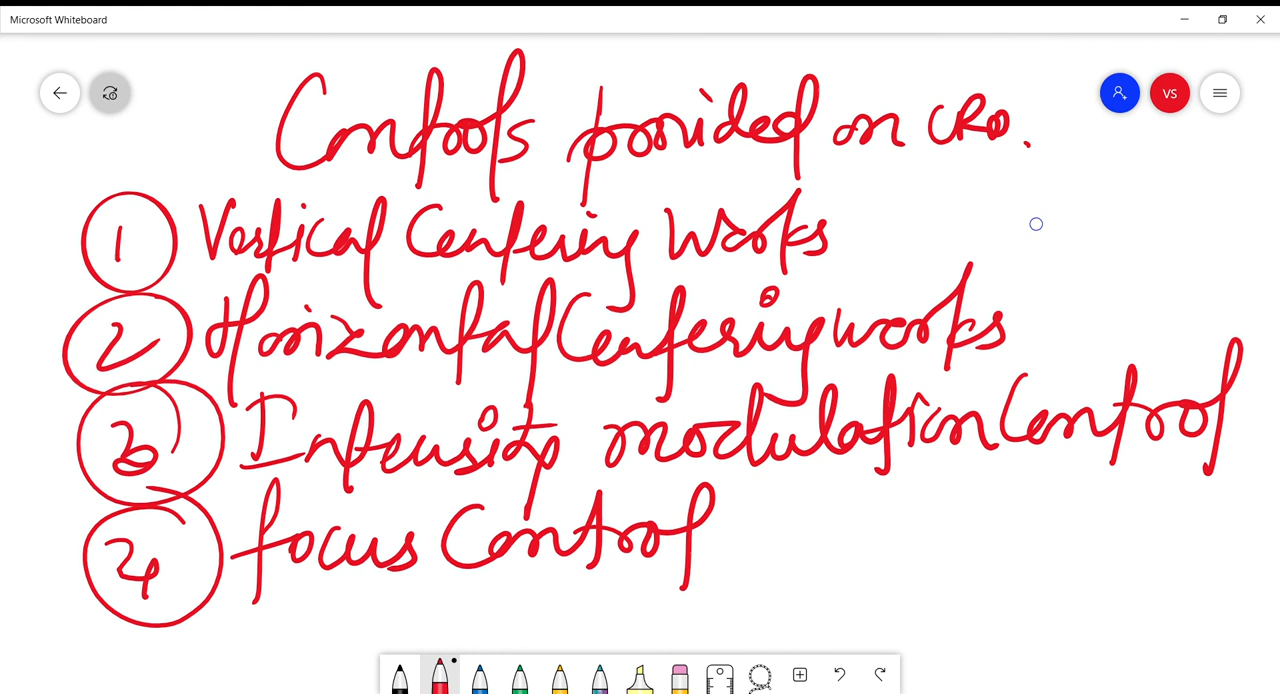 Microsoft Whiteboard
VS
Controls provided on CRO.
1 Vertical Centering Works
2 Horizontal Centering works
3 Intensity modulation Control
4 focus Control